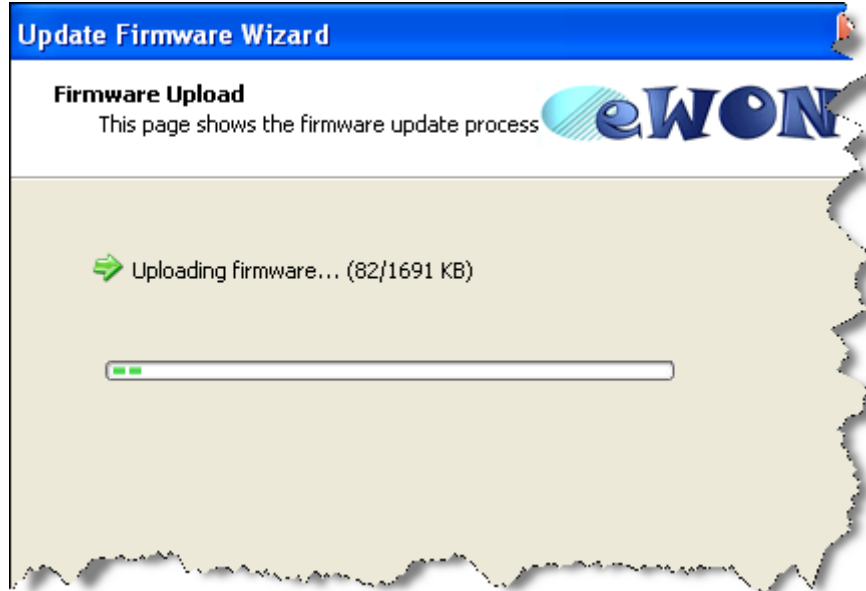 Update Firmware Wizard
Firmware Upload
This page shows the firmware update process
eWON
Uploading firmware... (82/1691 KB)